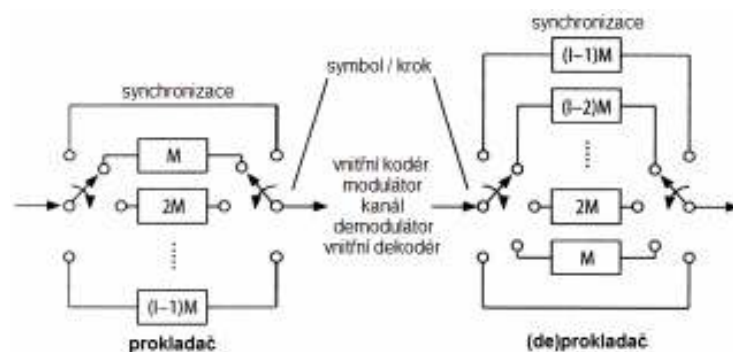 synchronizace
M
2M
(I–1)M
prokladač
symbol / krok
vnitřní kodér
modulátor
kanál
demodulátor
vnitřní dekodér
synchronizace
(I–1)M
(I–2)M
2M
M
(de)prokladač